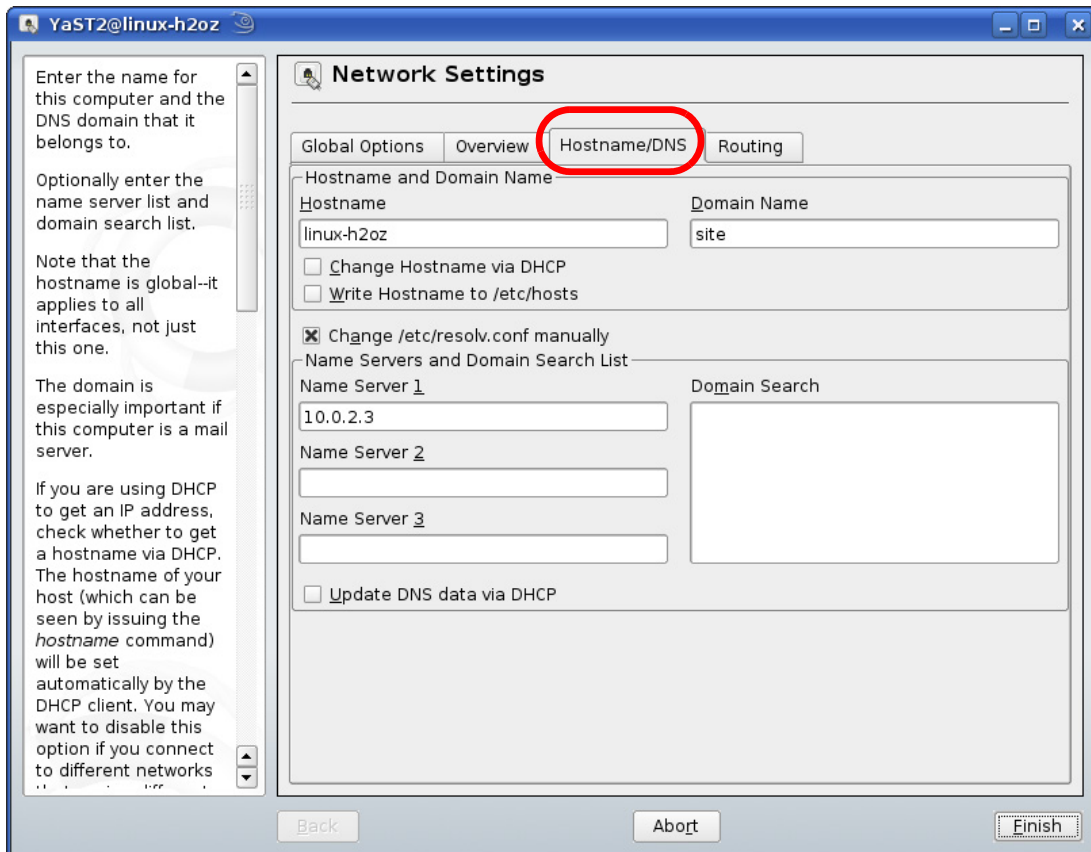 YaST2@linux-h2oz
Enter the name for
this computer and the
DNS domain that it
belongs to.
Optionally enter the
name server list and
domain search list.
Note that the
hostname is global--it
applies to all
interfaces, not just
this one.
The domain is
especially important if
this computer is a mail
server.
If you are using DHCP
to get an IP address,
check whether to get
a hostname via DHCP.
The hostname of your
host (which can be
seen by issuing the
hostname command)
will be set
automatically by the
DHCP client. You may
want to disable this
option if you connect
to different networks
Network Settings
Global Options
Overview
Hostname/DNS
Routing
Hostname and Domain Name
Hostname
Domain Name
linux-h2oz
site
Change Hostname via DHCP
Write Hostname to /etc/hosts
Change /etc/resolv.conf manually
Name Servers and Domain Search List
Name Server 1
Domain Search
10.0.2.3
Name Server 2
Name Server 3
Update DNS data via DHCP
Back
Abort
Finish